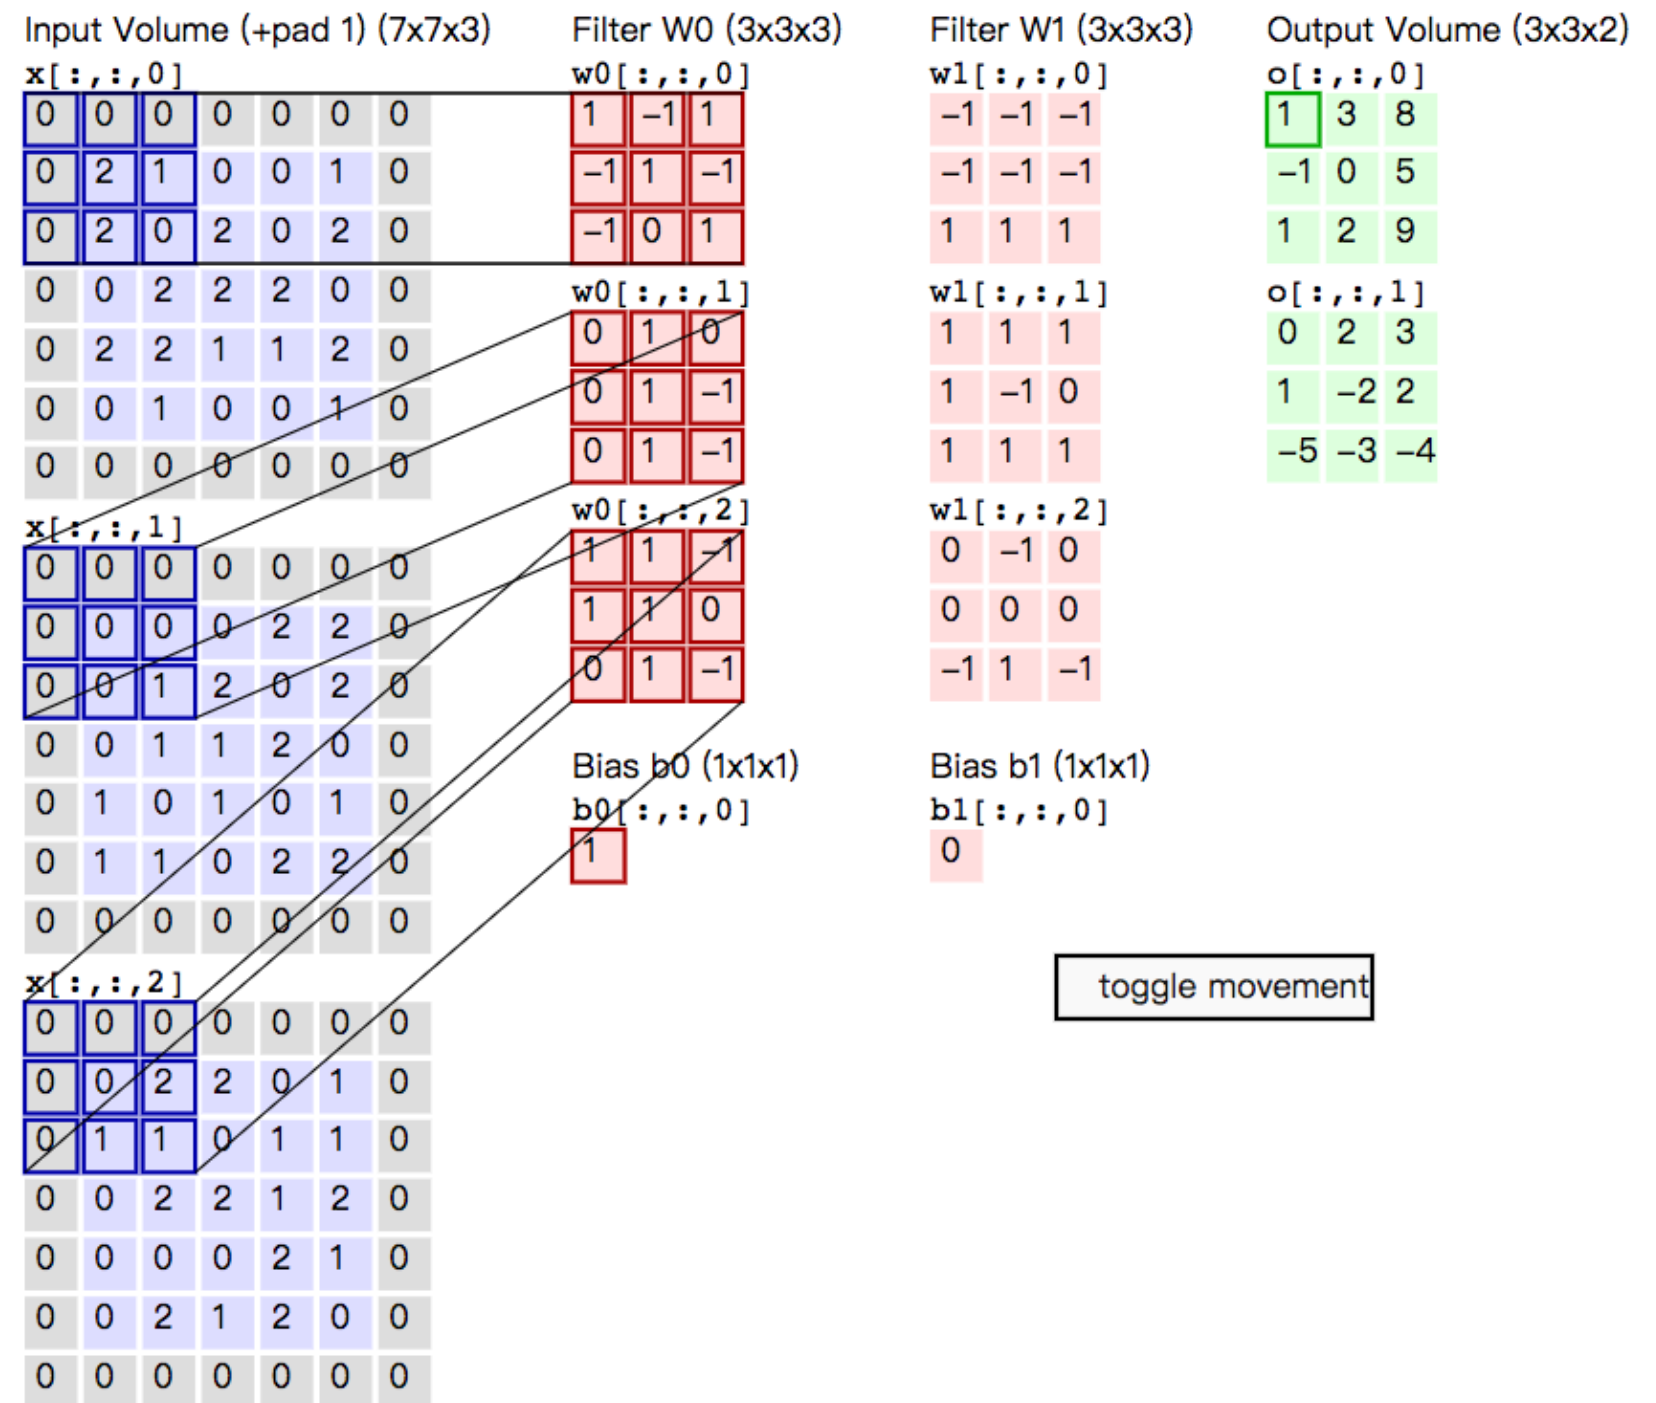 Input Volume (+pad 1) (7x7x3)
x[:,:,0]
0 0 0 0 0 0 0
0 2 1 0 0 1 0
0 2 0 2 0 2 0
0 0 2 2 2 0 0
0 2 2 1 1 2 0
0 0 1 0 0 1 0
0 0 0 0 0 0 0
x[:,:,1]
0 0 0 0 0 0 0
0 0 0 0 2 2 0
0 0 1 2 0 2 0
0 0 1 1 2 0 0
0 1 0 1 0 1 0
0 1 1 0 2 2 0
0 0 0 0 0 0 0
x[:,:,2]
0 0 0 0 0 0 0
0 0 2 2 0 1 0
0 1 1 0 1 1 0
0 0 2 2 1 2 0
0 0 0 0 2 1 0
0 0 2 1 2 0 0
0 0 0 0 0 0 0
Filter W0 (3x3x3)
w0[:,:,0]
1 –1 1
–1 1 –1
–1 0 1
w0[:,:,1]
0 1 0
0 1 –1
0 1 –1
w0[:,:,2]
1 1 –1
1 1 0
0 1 –1
Bias b0 (1x1x1)
b0[:,:,0]
1
Filter W1 (3x3x3)
w1[:,:,0]
–1 –1 –1
–1 –1 –1
1 1 1
w1[:,:,1]
1 1 1
1 –1 0
1 1 1
w1[:,:,2]
0 –1 0
0 0 0
–1 1 –1
Bias b1 (1x1x1)
b1[:,:,0]
0
Output Volume (3x3x2)
o[:,:,0]
1 3 8
–1 0 5
1 2 9
o[:,:,1]
0 2 3
1 –2 2
–5 –3 –4
toggle movement